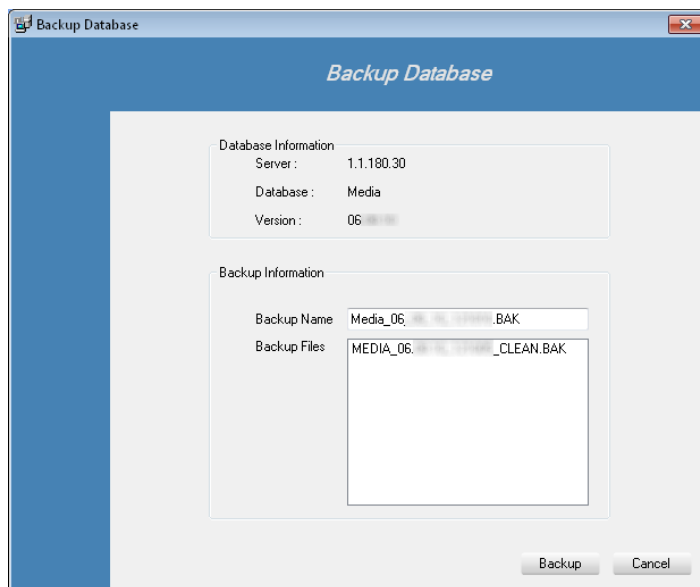 Backup Database
Backup Database
Database Information
Server : 1.1.180.30
Database : Media
Version : 06
Backup Information
Backup Name Media_06 .BAK
Backup Files MEDIA_06. _CLEAN.BAK
Backup Cancel